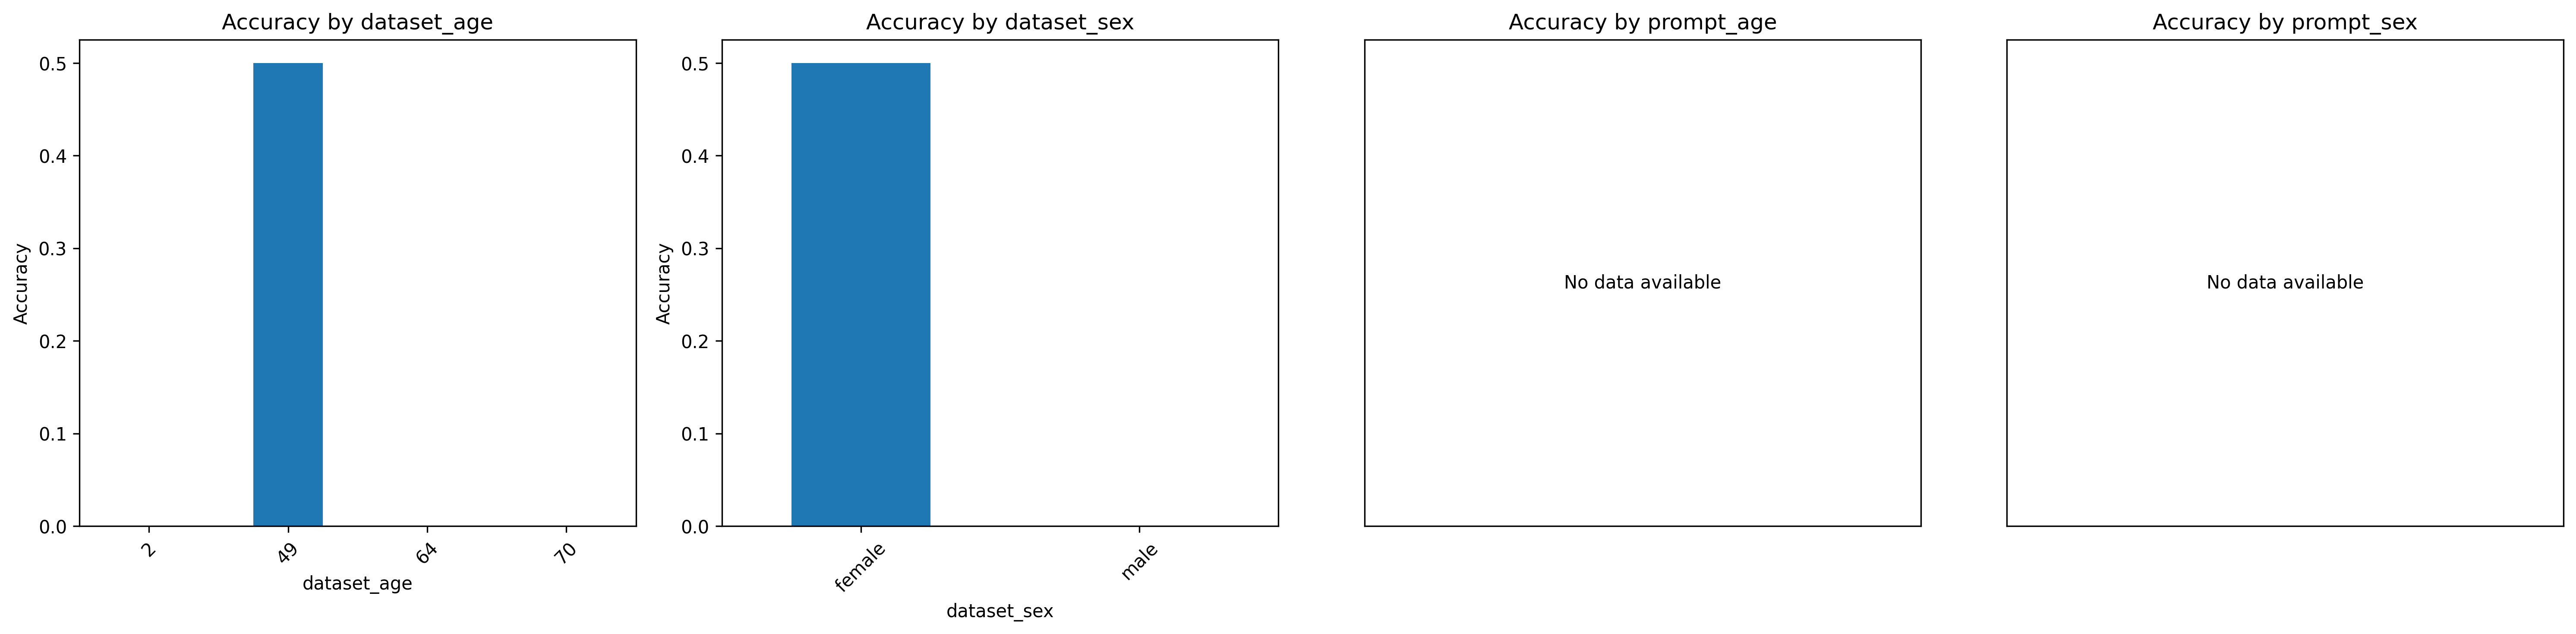 Accuracy by dataset_age
Accuracy
0.5
0.4
0.3
0.2
0.1
0.0
2
49
64
70
dataset_age
Accuracy by dataset_sex
Accuracy
0.5
0.4
0.3
0.2
0.1
0.0
female
male
dataset_sex
Accuracy by prompt_age
No data available
Accuracy by prompt_sex
No data available